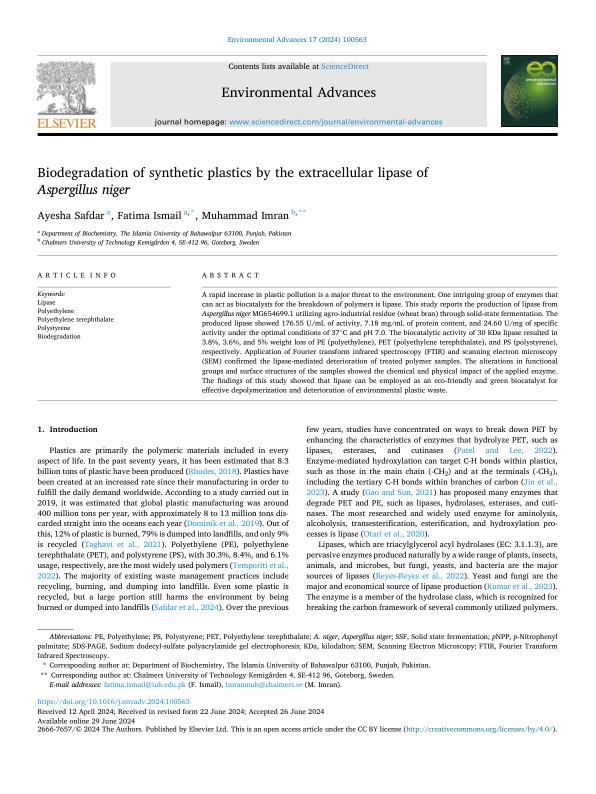 Environmental Advances 17 (2024) 100563
Contents lists available at ScienceDirect
Environmental Advances
journal homepage: www.sciencedirect.com/journal/environmental-advances
ELSEVIER
Biodegradation of synthetic plastics by the extracellular lipase of
Aspergillus niger
Ayesha Safdar a, Fatima Ismail a,*, Muhammad Imran b,**
a Department of Biochemistry, The Islamia University of Bahawalpur 63100, Punjab, Pakistan
b Chalmers University of Technology Kemigården 4, SE-412 96, Goteborg, Sweden
A R T I C L E I N F O
Keywords:
Lipase
Polyethylene
Polyethylene terephthalate
Polystyrene
Biodegradation
A B S T R A C T
A rapid increase in plastic pollution is a major threat to the environment. One intriguing group of enzymes that
can act as biocatalysts for the breakdown of polymers is lipase. This study reports the production of lipase from
Aspergillus niger MG654699.1 utilizing agro-industrial residue (wheat bran) through solid-state fermentation. The
produced lipase showed 176.55 U/mL of activity, 7.18 mg/mL of protein content, and 24.60 U/mg of specific
activity under the optimal conditions of 37°C and pH 7.0. The biocatalytic activity of 30 KDa lipase resulted in
3.8%, 3.6%, and 5% weight loss of PE (polyethylene), PET (polyethylene terephthalate), and PS (polystyrene),
respectively. Application of Fourier transform infrared spectroscopy (FTIR) and scanning electron microscopy
(SEM) confirmed the lipase-mediated deterioration of treated polymer samples. The alterations in functional
groups and surface structures of the samples showed the chemical and physical impact of the applied enzyme.
The findings of this study showed that lipase can be employed as an eco-friendly and green biocatalyst for
effective depolymerization and deterioration of environmental plastic waste.
1. Introduction
Plastics are primarily the polymeric materials included in every
aspect of life. In the past seventy years, it has been estimated that 8.3
billion tons of plastic have been produced (Rhodes, 2018). Plastics have
been created at an increased rate since their manufacturing in order to
fulfill the daily demand worldwide. According to a study carried out in
2019, it was estimated that global plastic manufacturing was around
400 million tons per year, with approximately 8 to 13 million tons dis-
carded straight into the oceans each year (Dominik et al., 2019). Out of
this, 12% of plastic is burned, 79% is dumped into landfills, and only 9%
is recycled (Taghavi et al., 2021). Polyethylene (PE), polyethylene
terephthalate (PET), and polystyrene (PS), with 30.3%, 8.4%, and 6.1%
usage, respectively, are the most widely used polymers (Temporiti et al.,
2022). The majority of existing waste management practices include
recycling, burning, and dumping into landfills. Even some plastic is
recycled, but a large portion still harms the environment by being
burned or dumped into landfills (Safdar et al., 2024). Over the previous
few years, studies have concentrated on ways to break down PET by
enhancing the characteristics of enzymes that hydrolyze PET, such as
lipases, esterases, and cutinases (Patel and Lee, 2022).
Enzyme-mediated hydroxylation can target C-H bonds within plastics,
such as those in the main chain (-CH2) and at the terminals (-CH3),
including the tertiary C-H bonds within branches of carbon (Jin et al.,
2023). A study (Gao and Sun, 2021) has proposed many enzymes that
degrade PET and PE, such as lipases, hydrolases, esterases, and cuti-
nases. The most researched and widely used enzyme for aminolysis,
alcoholysis, transesterification, esterification, and hydroxylation pro-
cesses is lipase (Otari et al., 2020).
Lipases, which are triacylglycerol acyl hydrolases (EC: 3.1.1.3), are
pervasive enzymes produced naturally by a wide range of plants, insects,
animals, and microbes, but fungi, yeasts, and bacteria are the major
sources of lipases (Reyes-Reyes et al., 2022). Yeast and fungi are the
major and economic source of lipase production (Kumar et al., 2023).
The enzyme is a member of the hydrolase class, which is recognized for
breaking the carbon framework of several commonly utilized polymers.
Abbreviations: PE, Polyethylene; PS, Polystyrene; PET, Polyethylene terephthalate; A. niger, Aspergillus niger; SSF, Solid state fermentation; pNPP, p-Nitrophenyl
palmitate; SDS-PAGE, Sodium dodecyl-sulfate polyacrylamide gel electrophoresis; KDa, kilodalton; SEM, Scanning Electron Microscopy; FTIR, Fourier Transform
Infrared Spectroscopy.
* Corresponding author at: Department of Biochemistry, The Islamia University of Bahawalpur 63100, Punjab, Pakistan.
** Corresponding author at: Chalmers University of Technology Kemigården 4, SE-412 96, Goteborg, Sweden.
E-mail addresses: fatima.ismail@iub.edu.pk (F. Ismail), Imranmuh@chalmers.se (M. Imran).
https://doi.org/10.1016/j.envadv.2024.100563
Received 12 April 2024; Received in revised form 22 June 2024; Accepted 26 June 2024
Available online 29 June 2024
2666-7657/© 2024 The Authors. Published by Elsevier Ltd. This is an open access article under the CC BY license (http://creativecommons.org/licenses/by/4.0/).